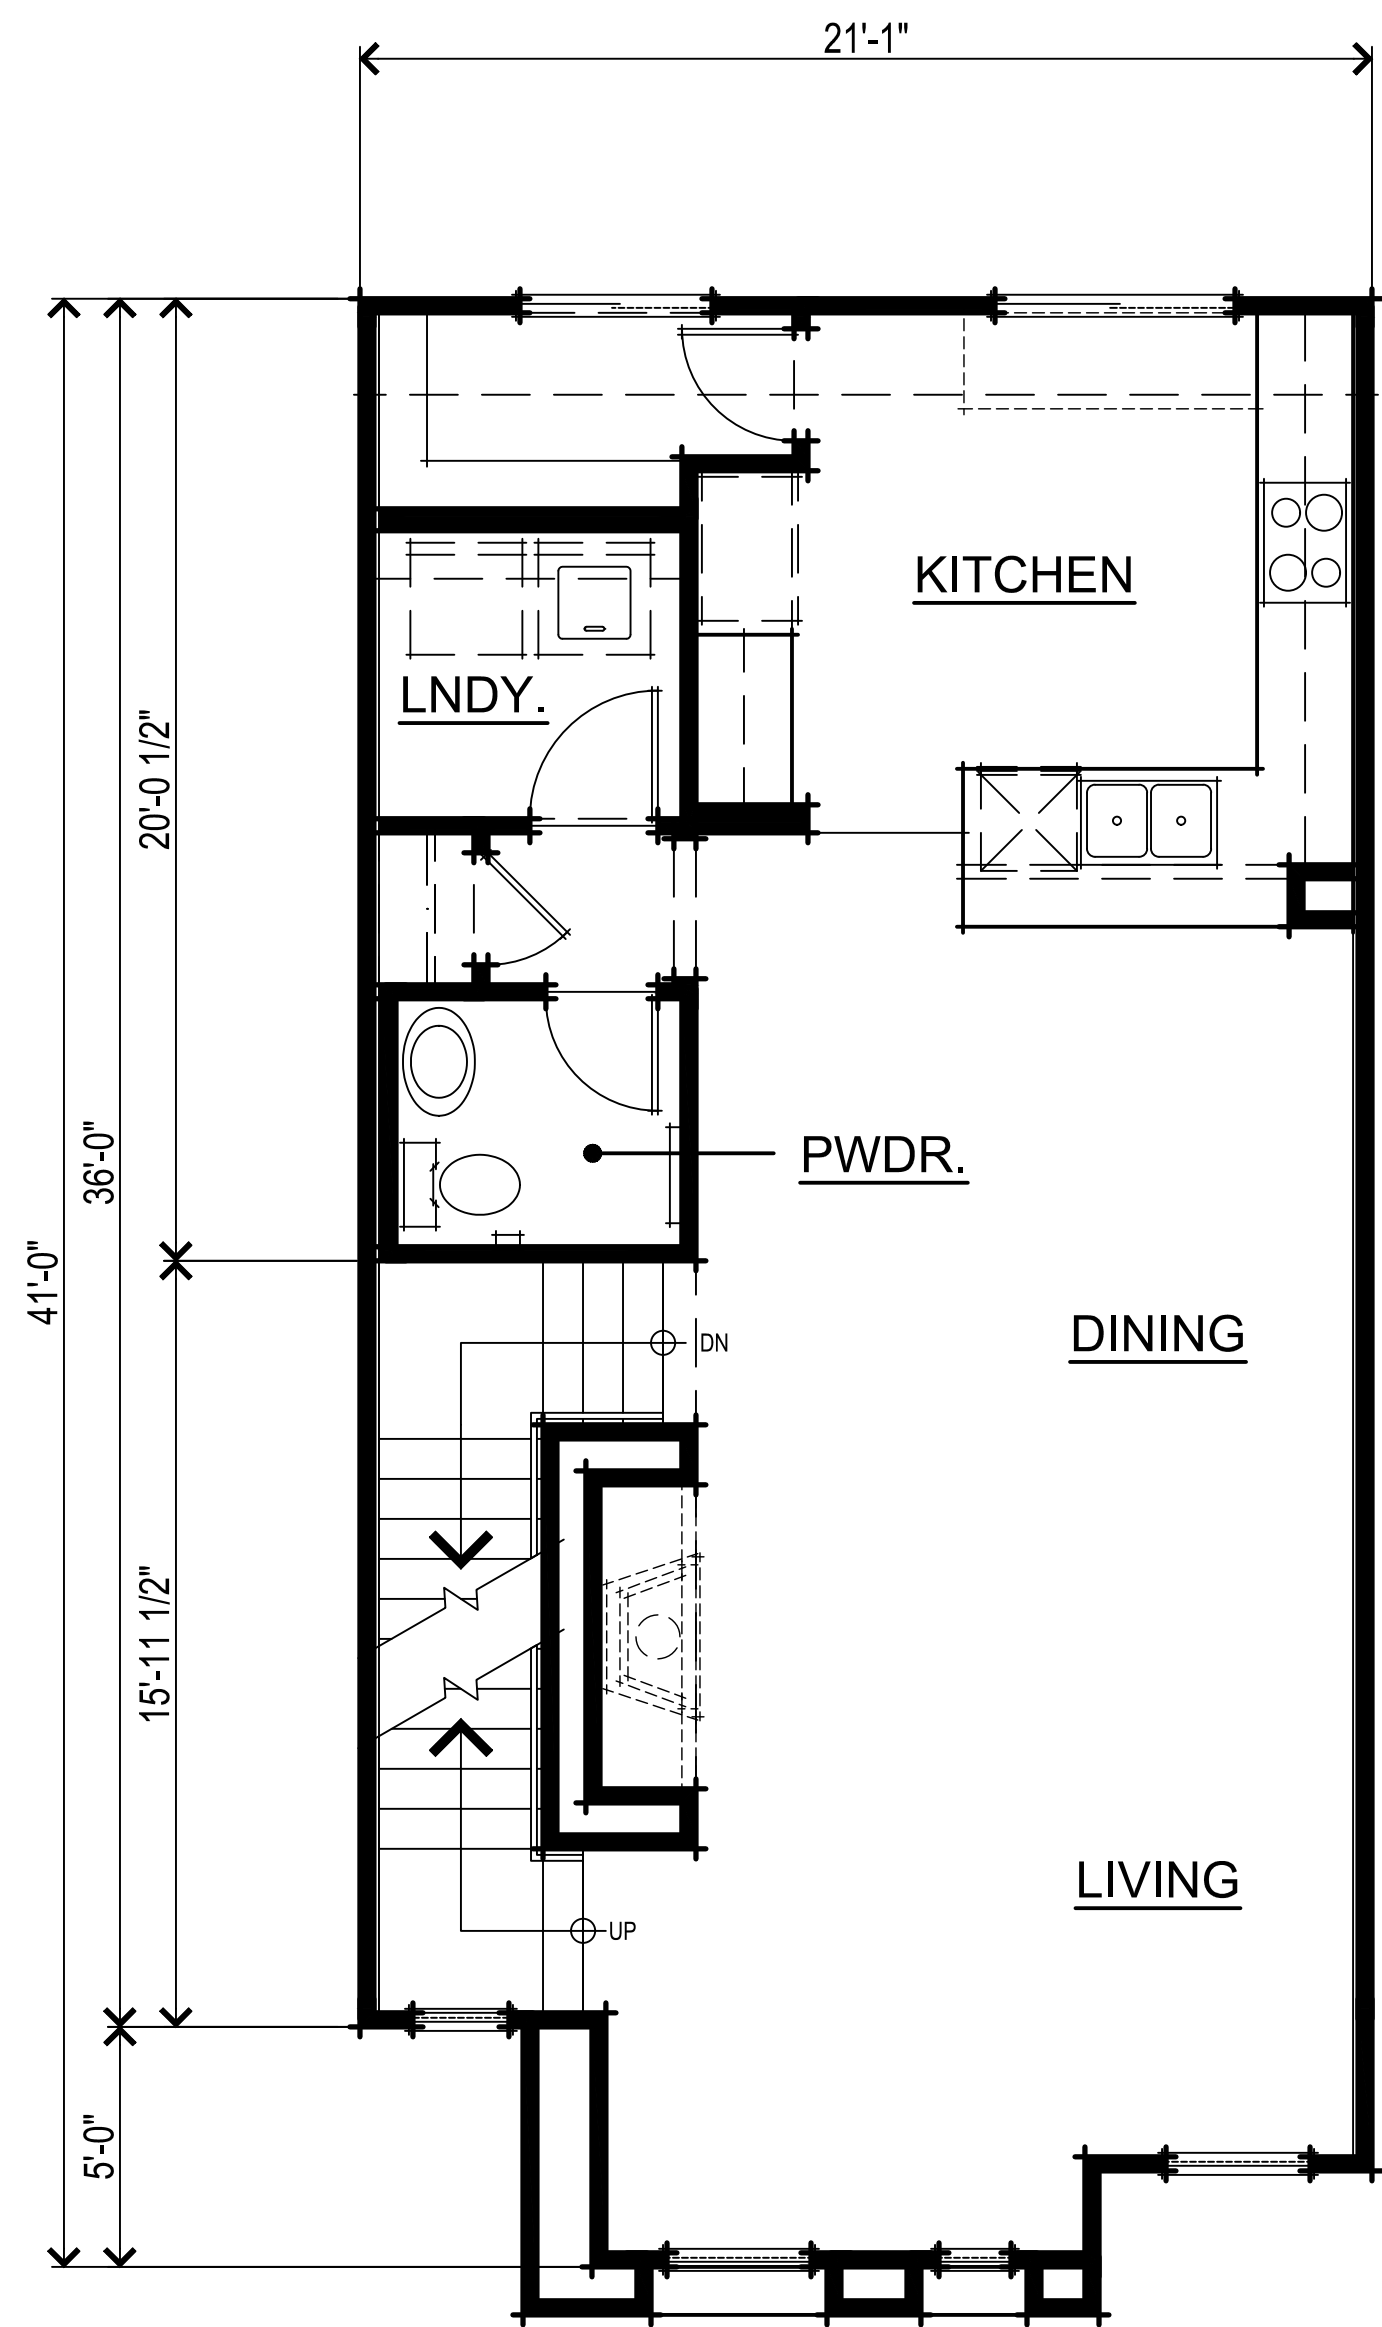 21'-1"
KITCHEN
LNDY.
20'-0 1/2"
36'-0"
41'-0"
PWDR.
DINING
DN
15'-11 1/2"
LIVING
UP
5'-0"